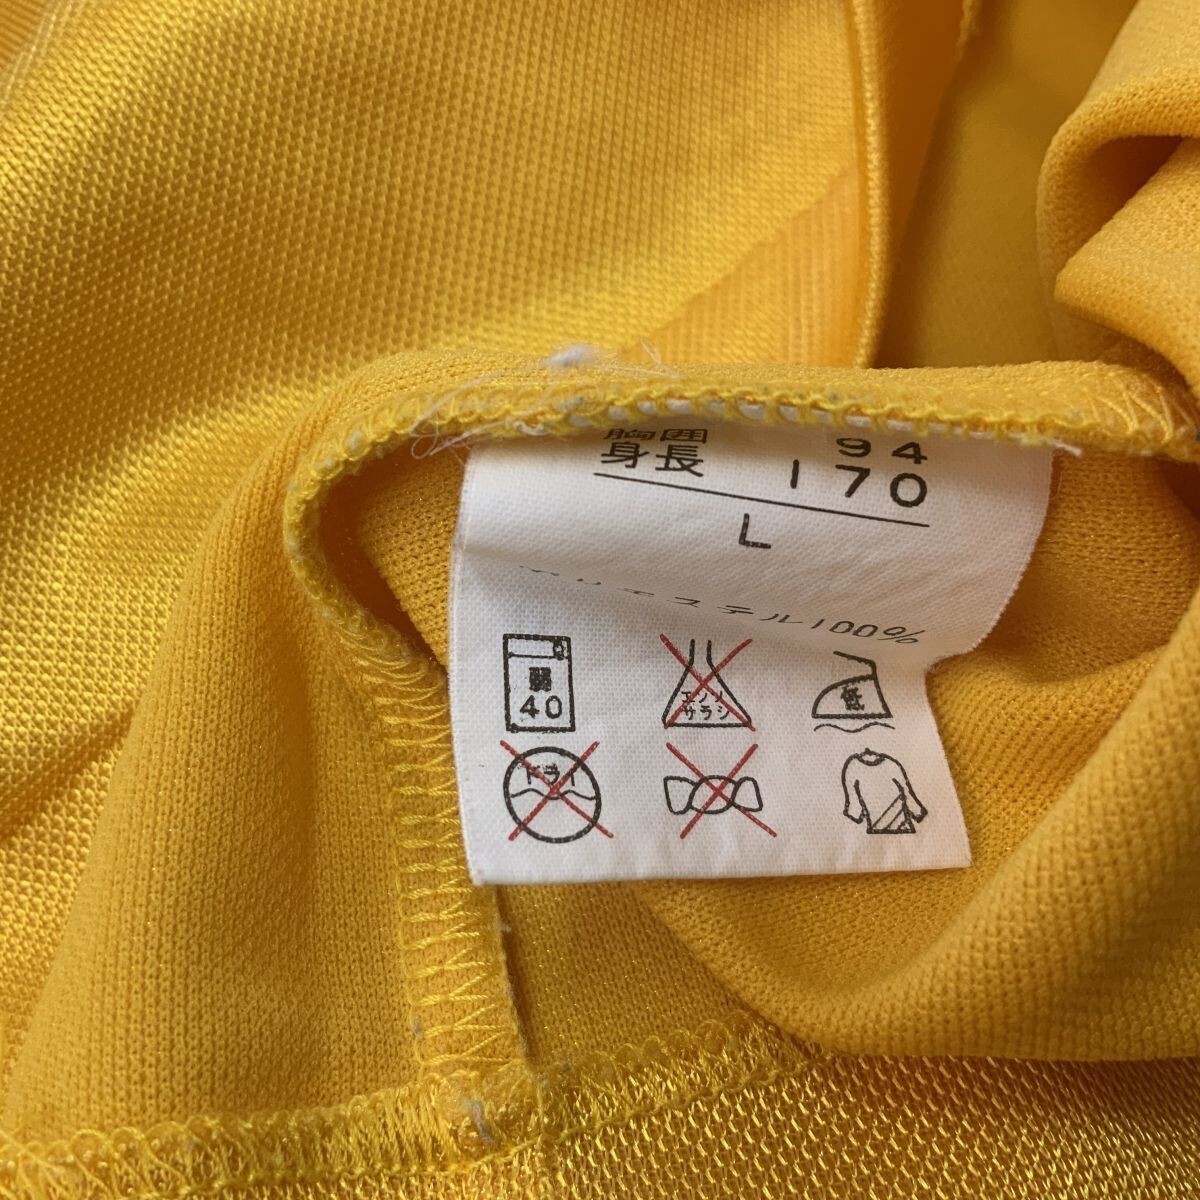 胸囲 94
身長 170
L
ポリエステル100%
弱 40
エンソ サラシ
低
ドライ